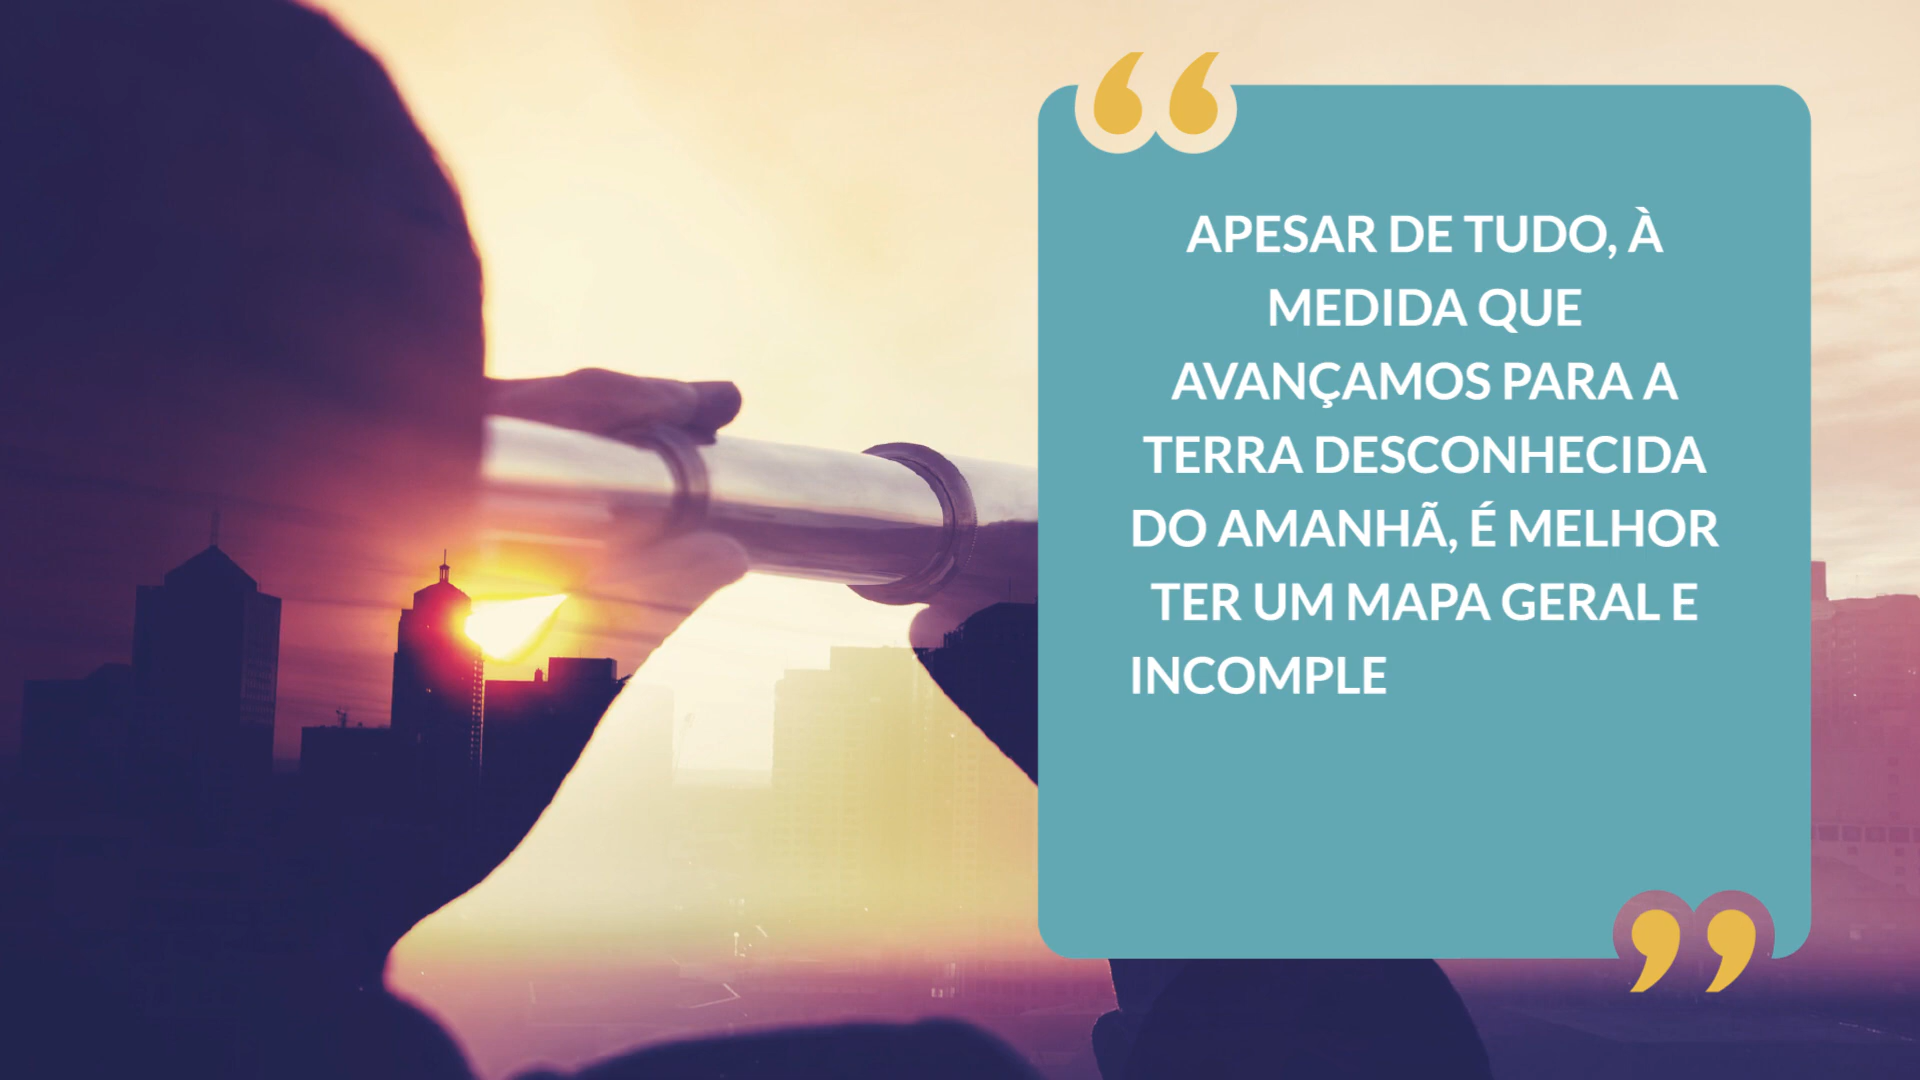 APESAR DE TUDO, À
MEDIDA QUE
AVANÇAMOS PARA A
TERRA DESCONHECIDA
DO AMANHÃ, É MELHOR
TER UM MAPA GERAL E
INCOMPLE